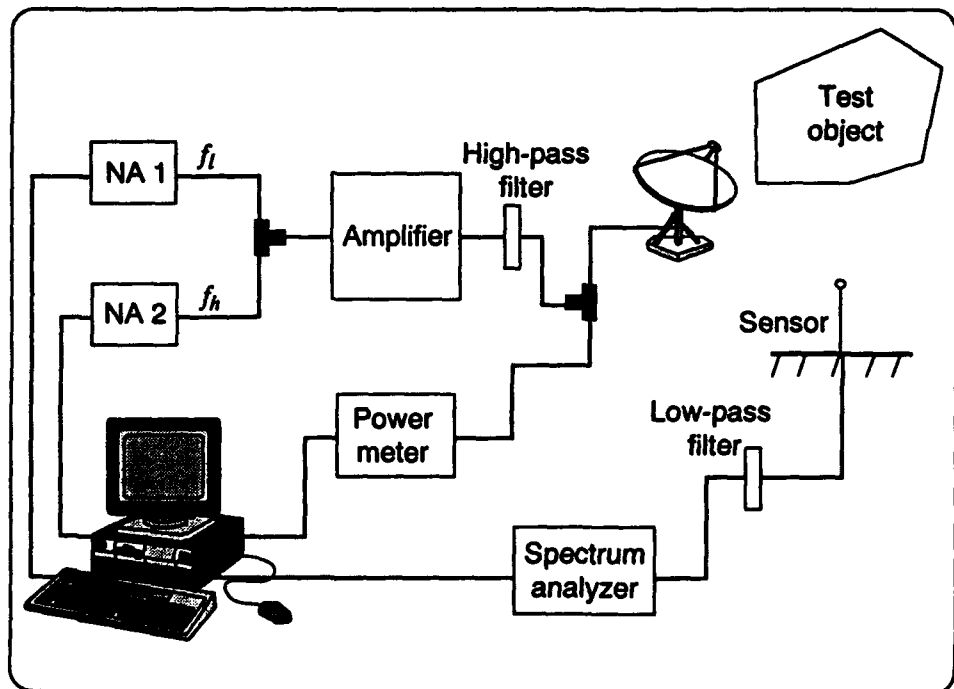 Test
object
High-pass
filter
NA 1
f_l
Amplifier
NA 2
f_h
Sensor
Power
meter
Low-pass
filter
Spectrum
analyzer